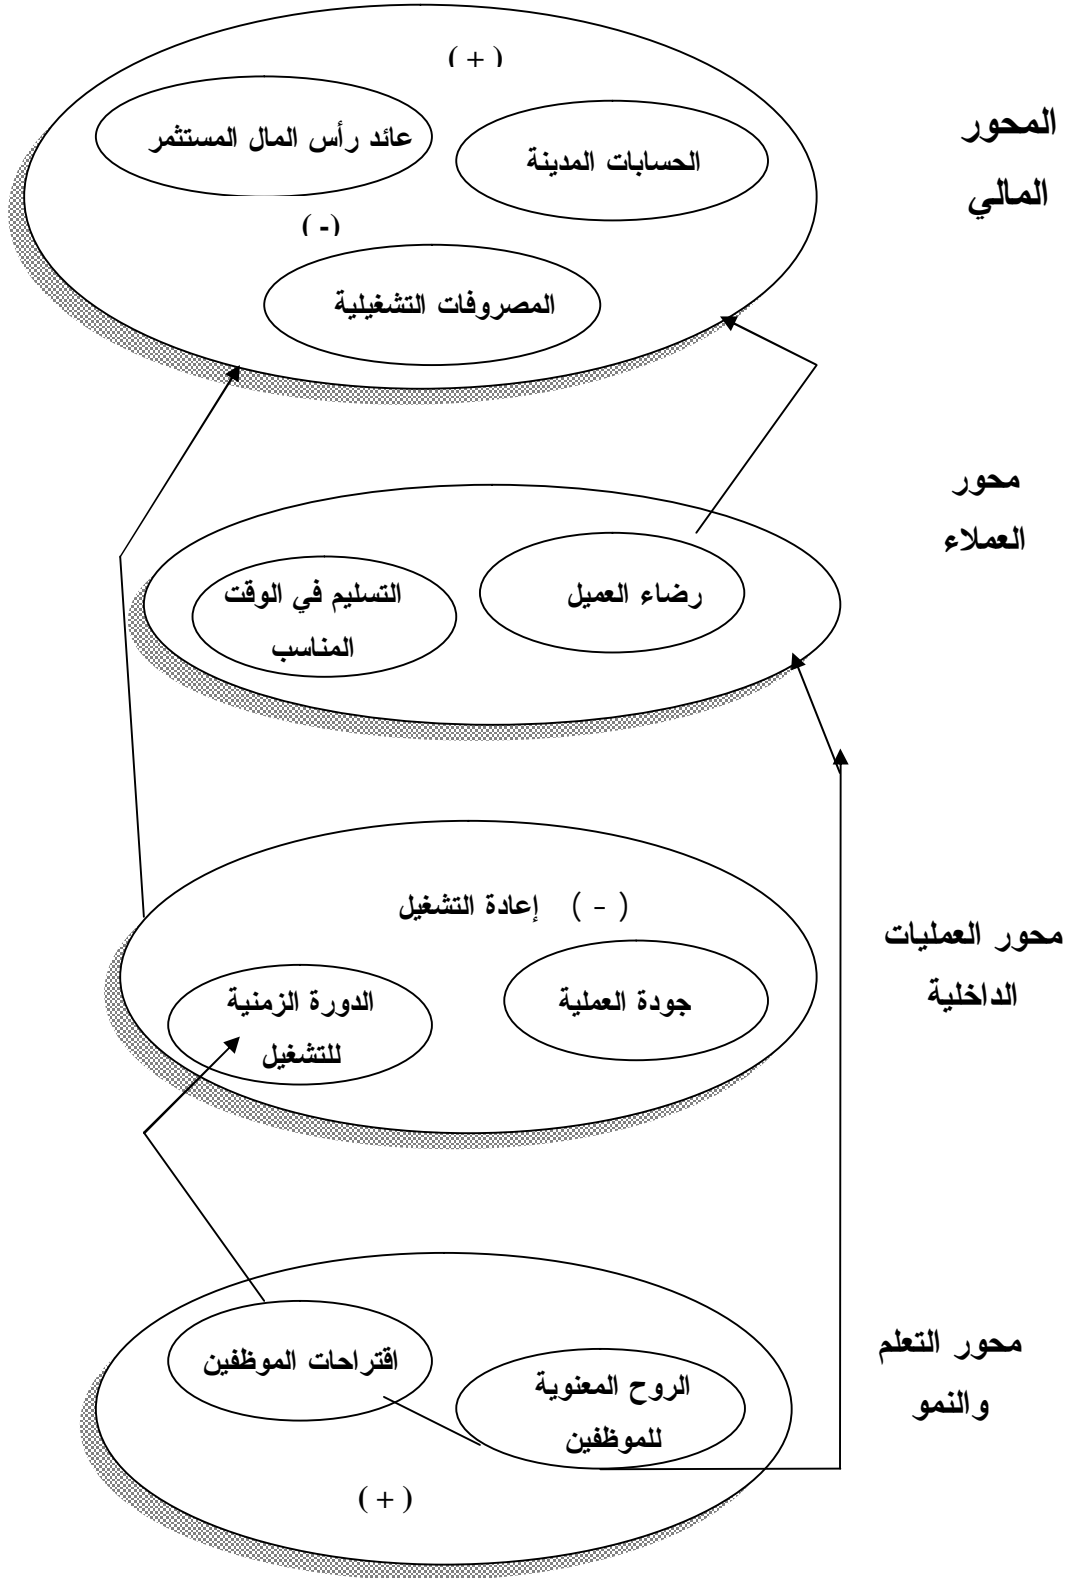 ( + )
المحور
المالي
عائد رأس المال المستثمر
الحسابات المدينة
( - )
المصروفات التشغيلية
محور
العملاء
رضاء العميل
التسليم في الوقت
المناسب
( - ) إعادة التشغيل
محور العمليات
الداخلية
جودة العملية
الدورة الزمنية
للتشغيل
محور التعلم
والنمو
اقتراحات الموظفين
الروح المعنوية
للموظفين
( + )